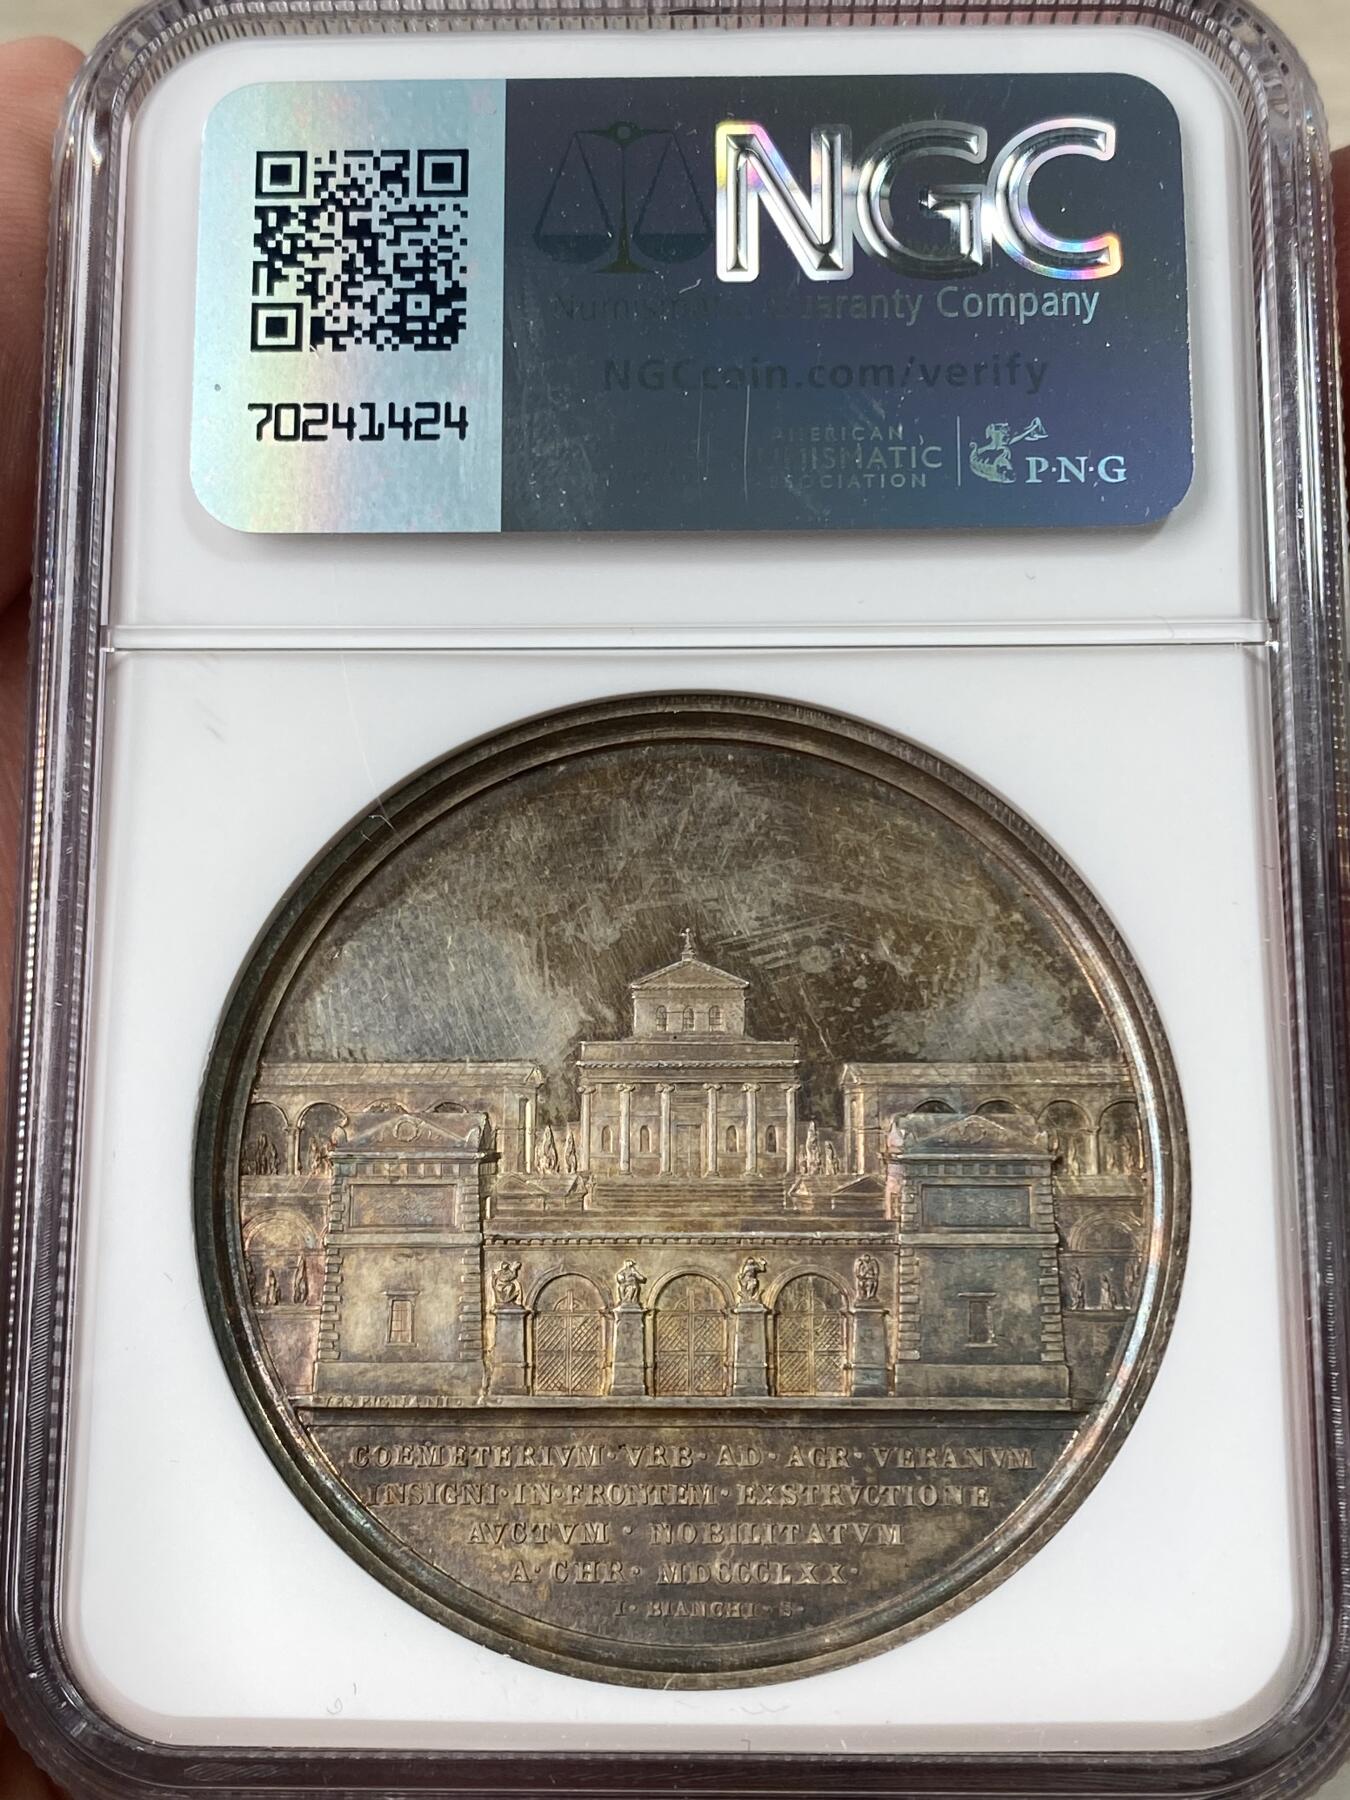 NGC
Numismatic Guaranty Company
NGCcoin.com/verify
70241424
AMERICAN
NUMISMATIC
ASSOCIATION
P·N·G
VESPIGNANI
COEMETERIVM · VRB · AD · AGR · VERANVM
INSIGNI · IN · FRONTEM · EXSTRVCTIONE
AVCTVM · NOBILITATVM
A · CHR · MDCCCLXX ·
I · BIANCHI · S ·